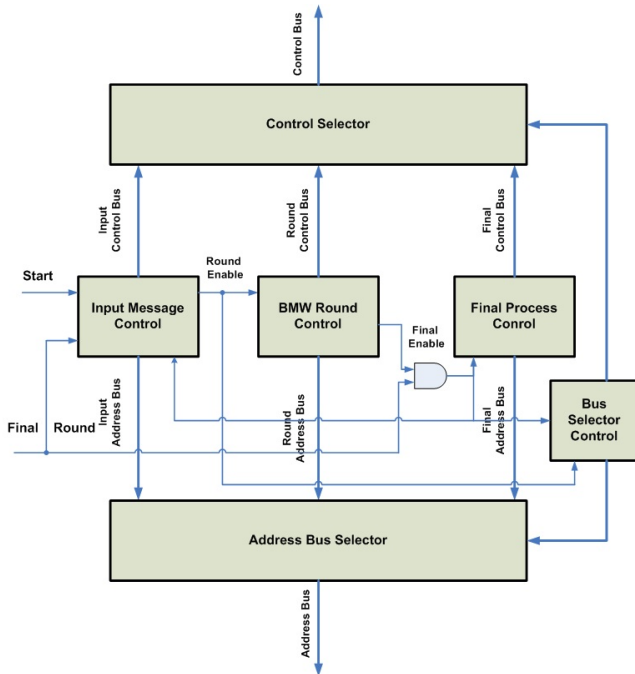 Control Bus
Control Selector
Input
Control Bus
Round
Control Bus
Final
Control Bus
Start
Round
Enable
Input Message
Control
BMW Round
Control
Final
Enable
Final Process
Conrol
Input
Address Bus
Round
Address Bus
Final
Address Bus
Bus
Selector
Control
Final Round
Address Bus Selector
Address Bus